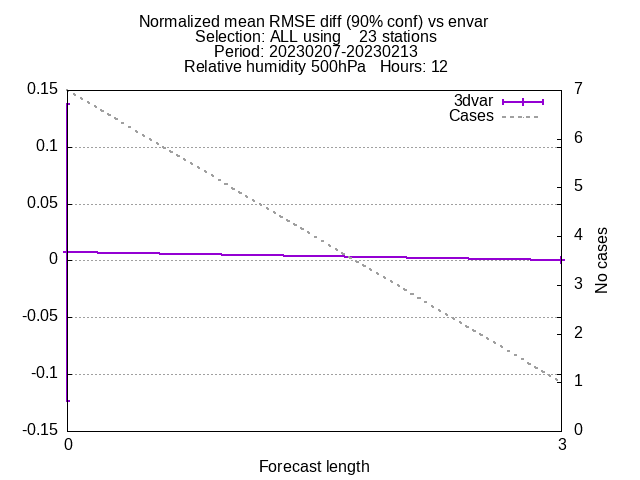 Normalized mean RMSE diff (90% conf) vs envar
Selection: ALL using    23 stations
Period: 20230207-20230213
Relative humidity 500hPa   Hours: 12
3dvar
Cases
0.15
0.1
0.05
0
-0.05
-0.1
-0.15
7
6
5
4
3
2
1
0
No cases
0
3
Forecast length